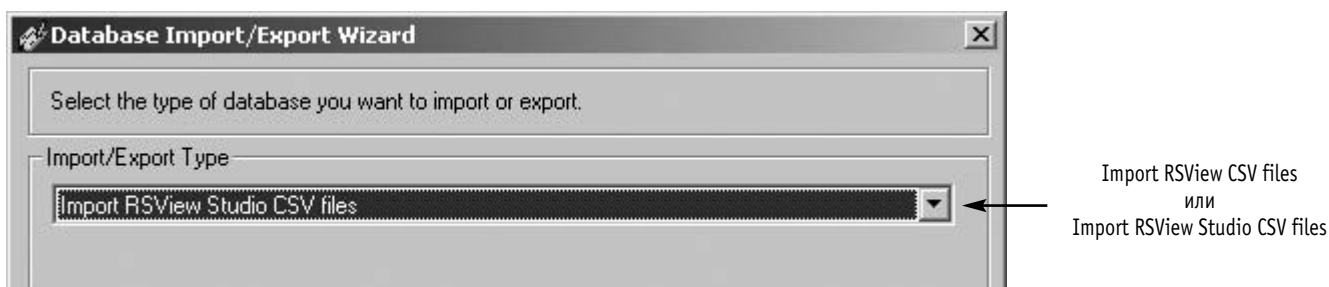 Database Import/Export Wizard
Select the type of database you want to import or export.
Import/Export Type
Import RSView Studio CSV files
Import RSView CSV files
или
Import RSView Studio CSV files